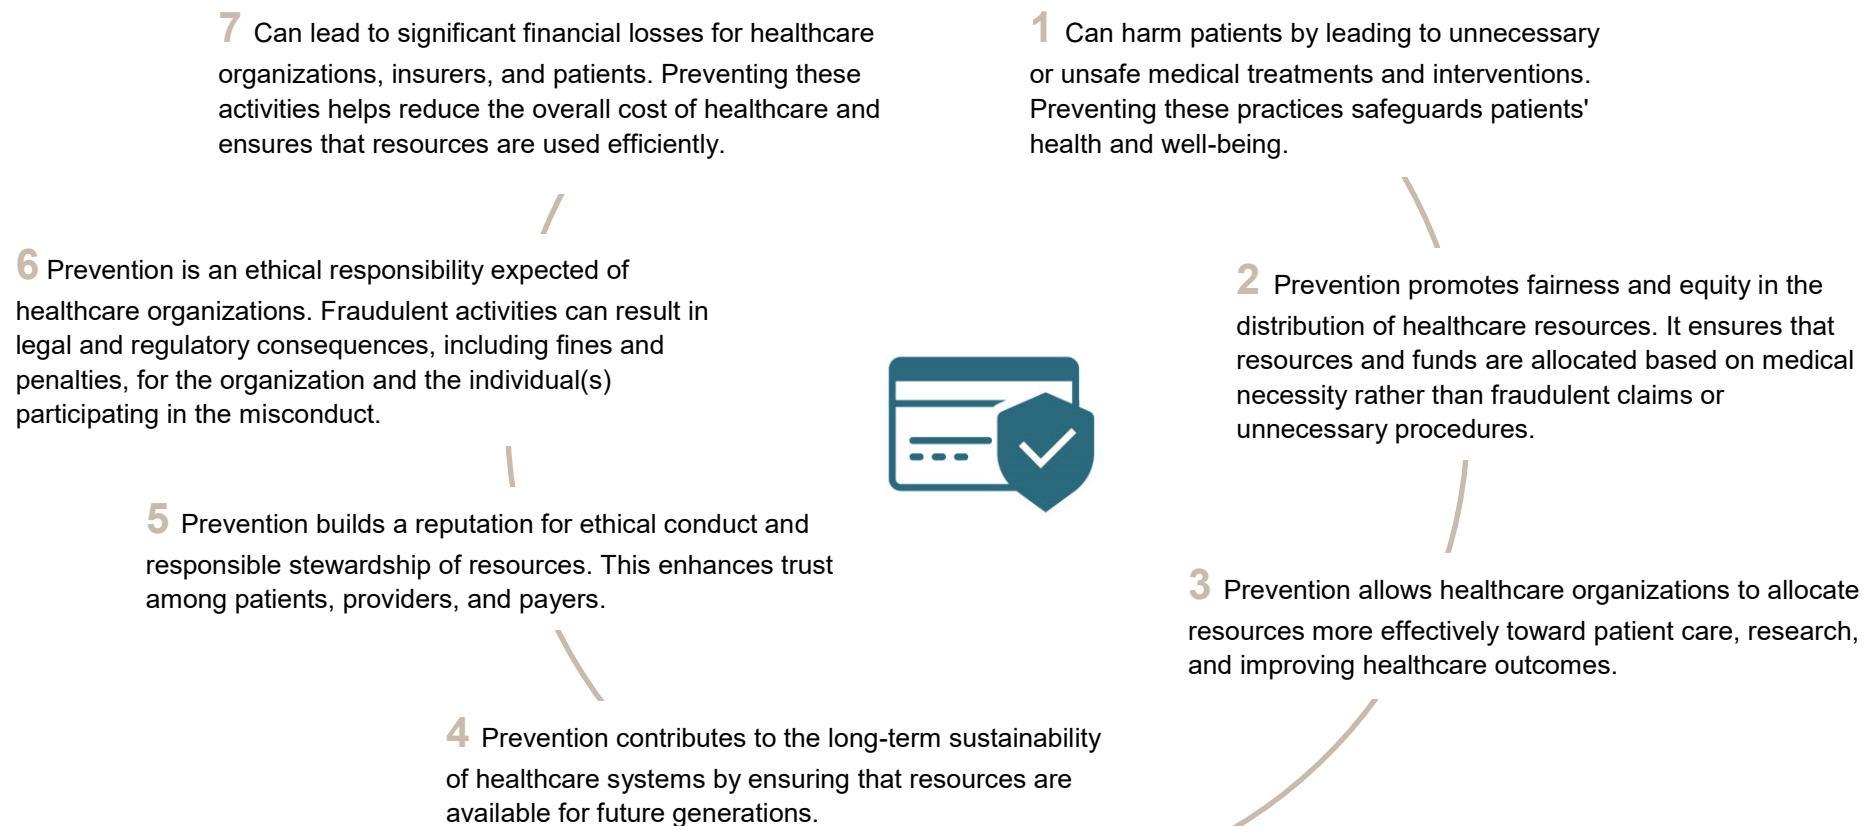 1 Can harm patients by leading to unnecessary
or unsafe medical treatments and interventions.
Preventing these practices safeguards patients'
health and well-being.
2 Prevention promotes fairness and equity in the
distribution of healthcare resources. It ensures that
resources and funds are allocated based on medical
necessity rather than fraudulent claims or
unnecessary procedures.
3 Prevention allows healthcare organizations to allocate
resources more effectively toward patient care, research,
and improving healthcare outcomes.
4 Prevention contributes to the long-term sustainability
of healthcare systems by ensuring that resources are
available for future generations.
5 Prevention builds a reputation for ethical conduct and
responsible stewardship of resources. This enhances trust
among patients, providers, and payers.
6 Prevention is an ethical responsibility expected of
healthcare organizations. Fraudulent activities can result in
legal and regulatory consequences, including fines and
penalties, for the organization and the individual(s)
participating in the misconduct.
7 Can lead to significant financial losses for healthcare
organizations, insurers, and patients. Preventing these
activities helps reduce the overall cost of healthcare and
ensures that resources are used efficiently.